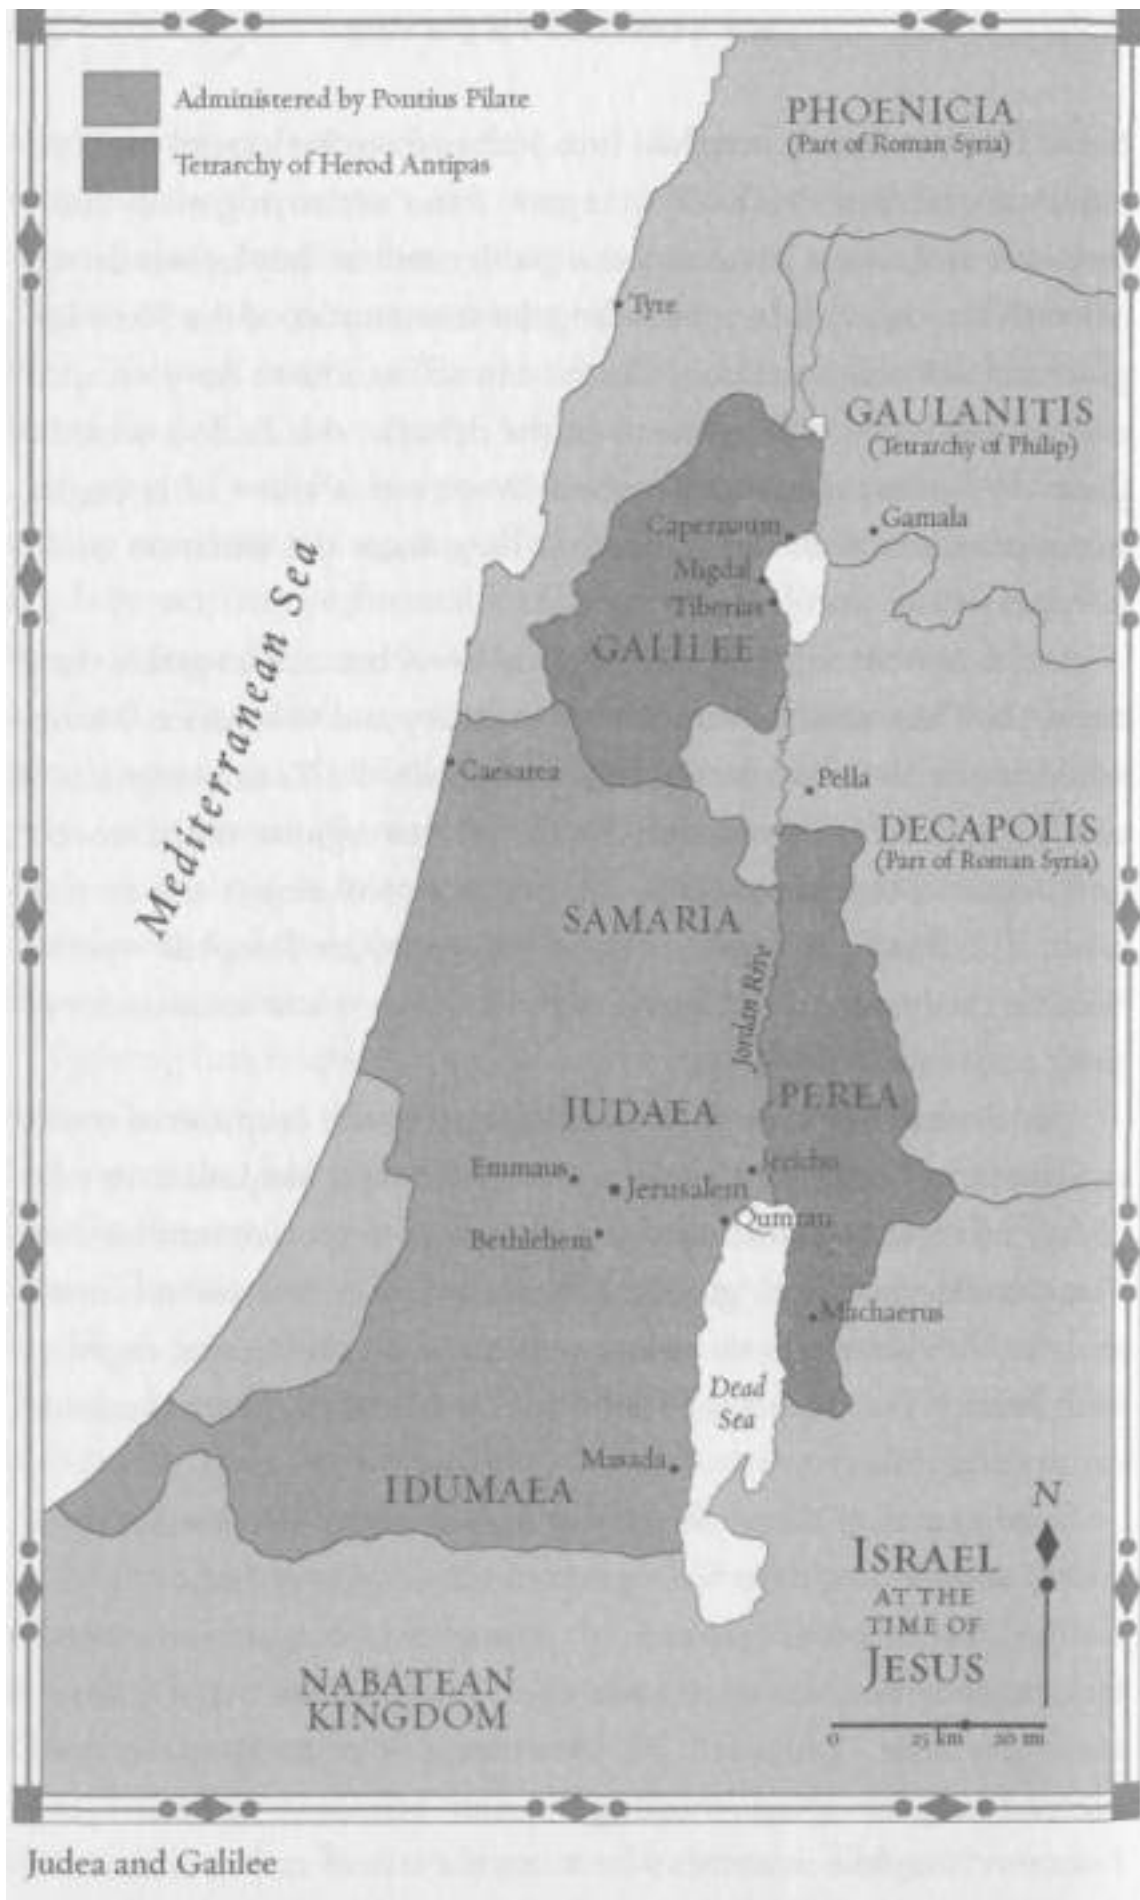 Administered by Pontius Pilate
Tetrarchy of Herod Antipas
PHOENICIA
(Part of Roman Syria)
Tyre
GAULANITIS
(Tetrarchy of Philip)
Capernaum
Gamala
Migdal
Tiberias
GALILEE
Mediterranean Sea
Caesarea
Pella
DECAPOLIS
(Part of Roman Syria)
SAMARIA
Jordan River
JUDAEA
PEREA
Emmaus
Jericho
Jerusalem
Qumran
Bethlehem
Machaerus
Dead
Sea
Masada
IDUMAEA
N
ISRAEL
AT THE
TIME OF
JESUS
NABATEAN
KINGDOM
0 25 km 20 mi
Judea and Galilee